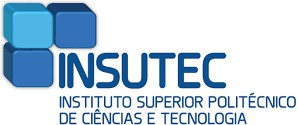 INSUTEC
INSTITUTO SUPERIOR POLITÉCNICO
DE CIÊNCIAS E TECNOLOGIA